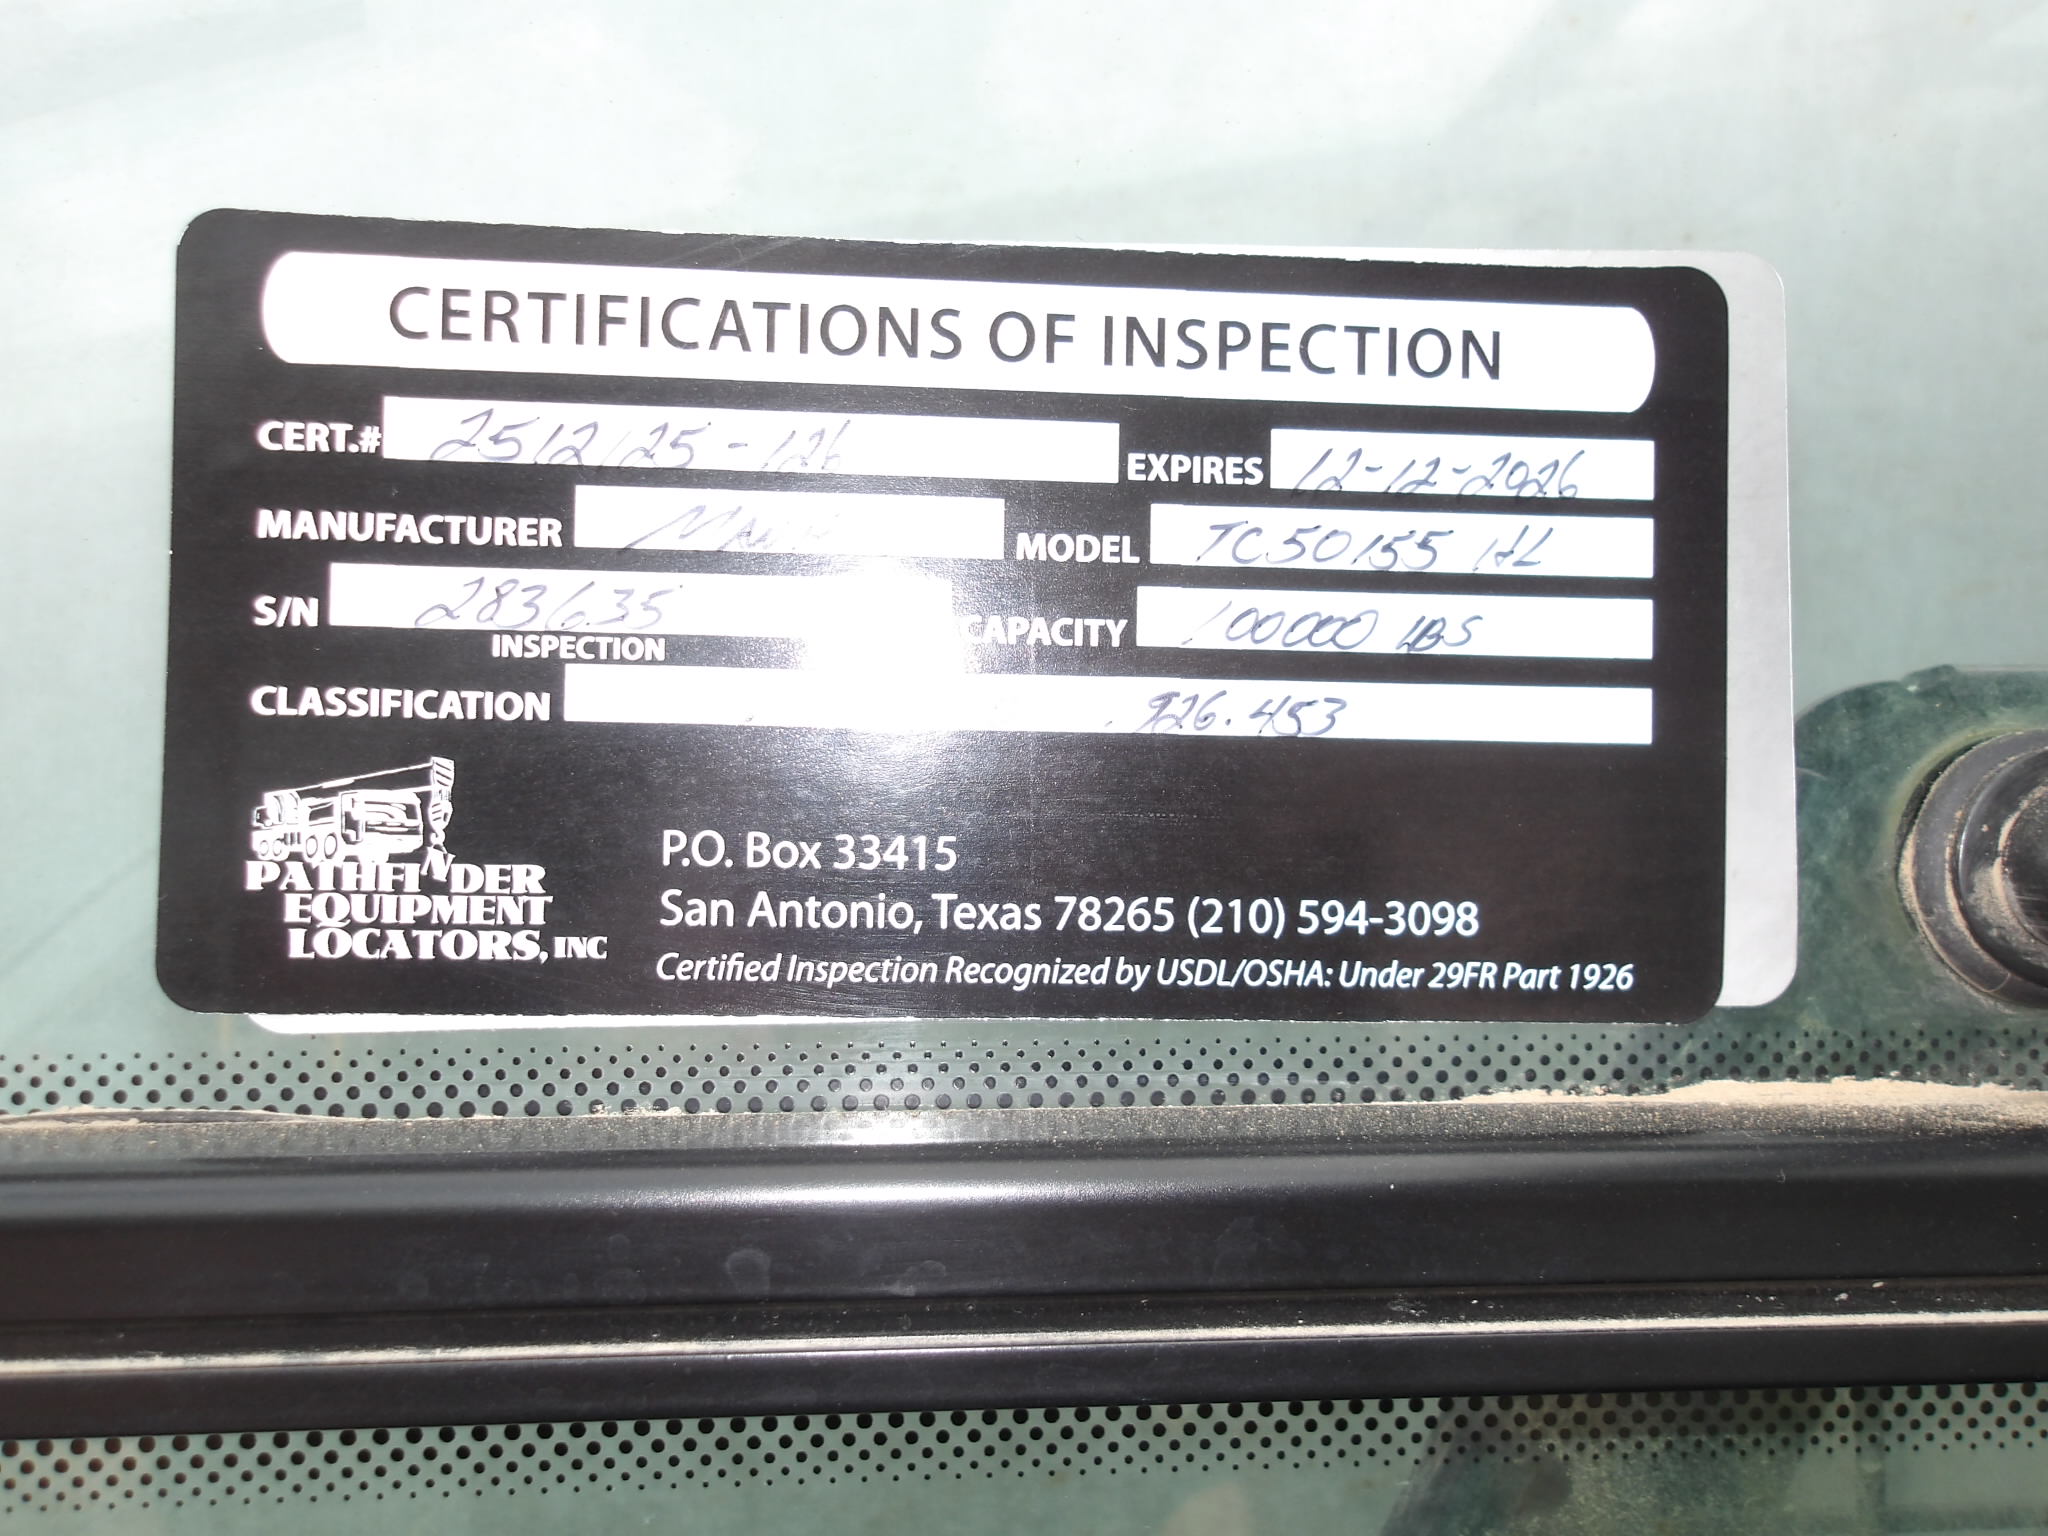 CERTIFICATIONS OF INSPECTION
CERT.# 2512125-126 EXPIRES 12-12-2026
MANUFACTURER MODEL TC50155 HL
S/N 283635 CAPACITY 100000 LBS
INSPECTION
CLASSIFICATION 926.453
PATHFINDER
EQUIPMENT
LOCATORS, INC
P.O. Box 33415
San Antonio, Texas 78265 (210) 594-3098
Certified Inspection Recognized by USDL/OSHA: Under 29FR Part 1926